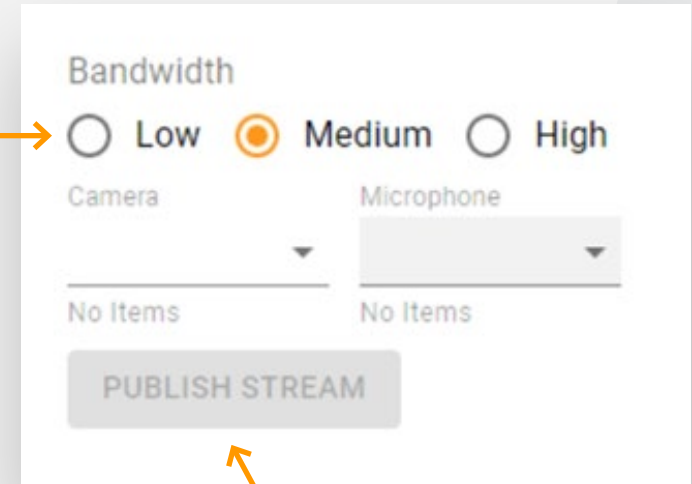 Bandwidth
Low Medium High
Camera Microphone
No Items No Items
PUBLISH STREAM